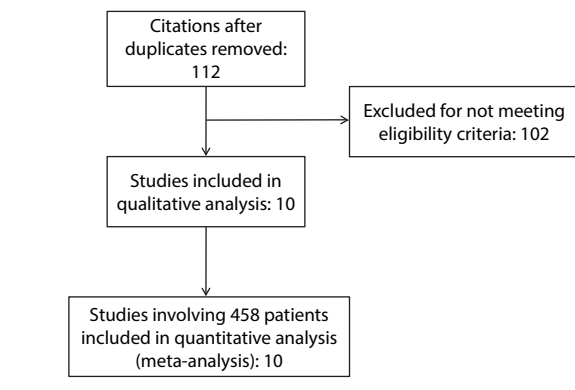 Citations after
duplicates removed:
112
Excluded for not meeting
eligibility criteria: 102
Studies included in
qualitative analysis: 10
Studies involving 458 patients
included in quantitative analysis
(meta-analysis): 10